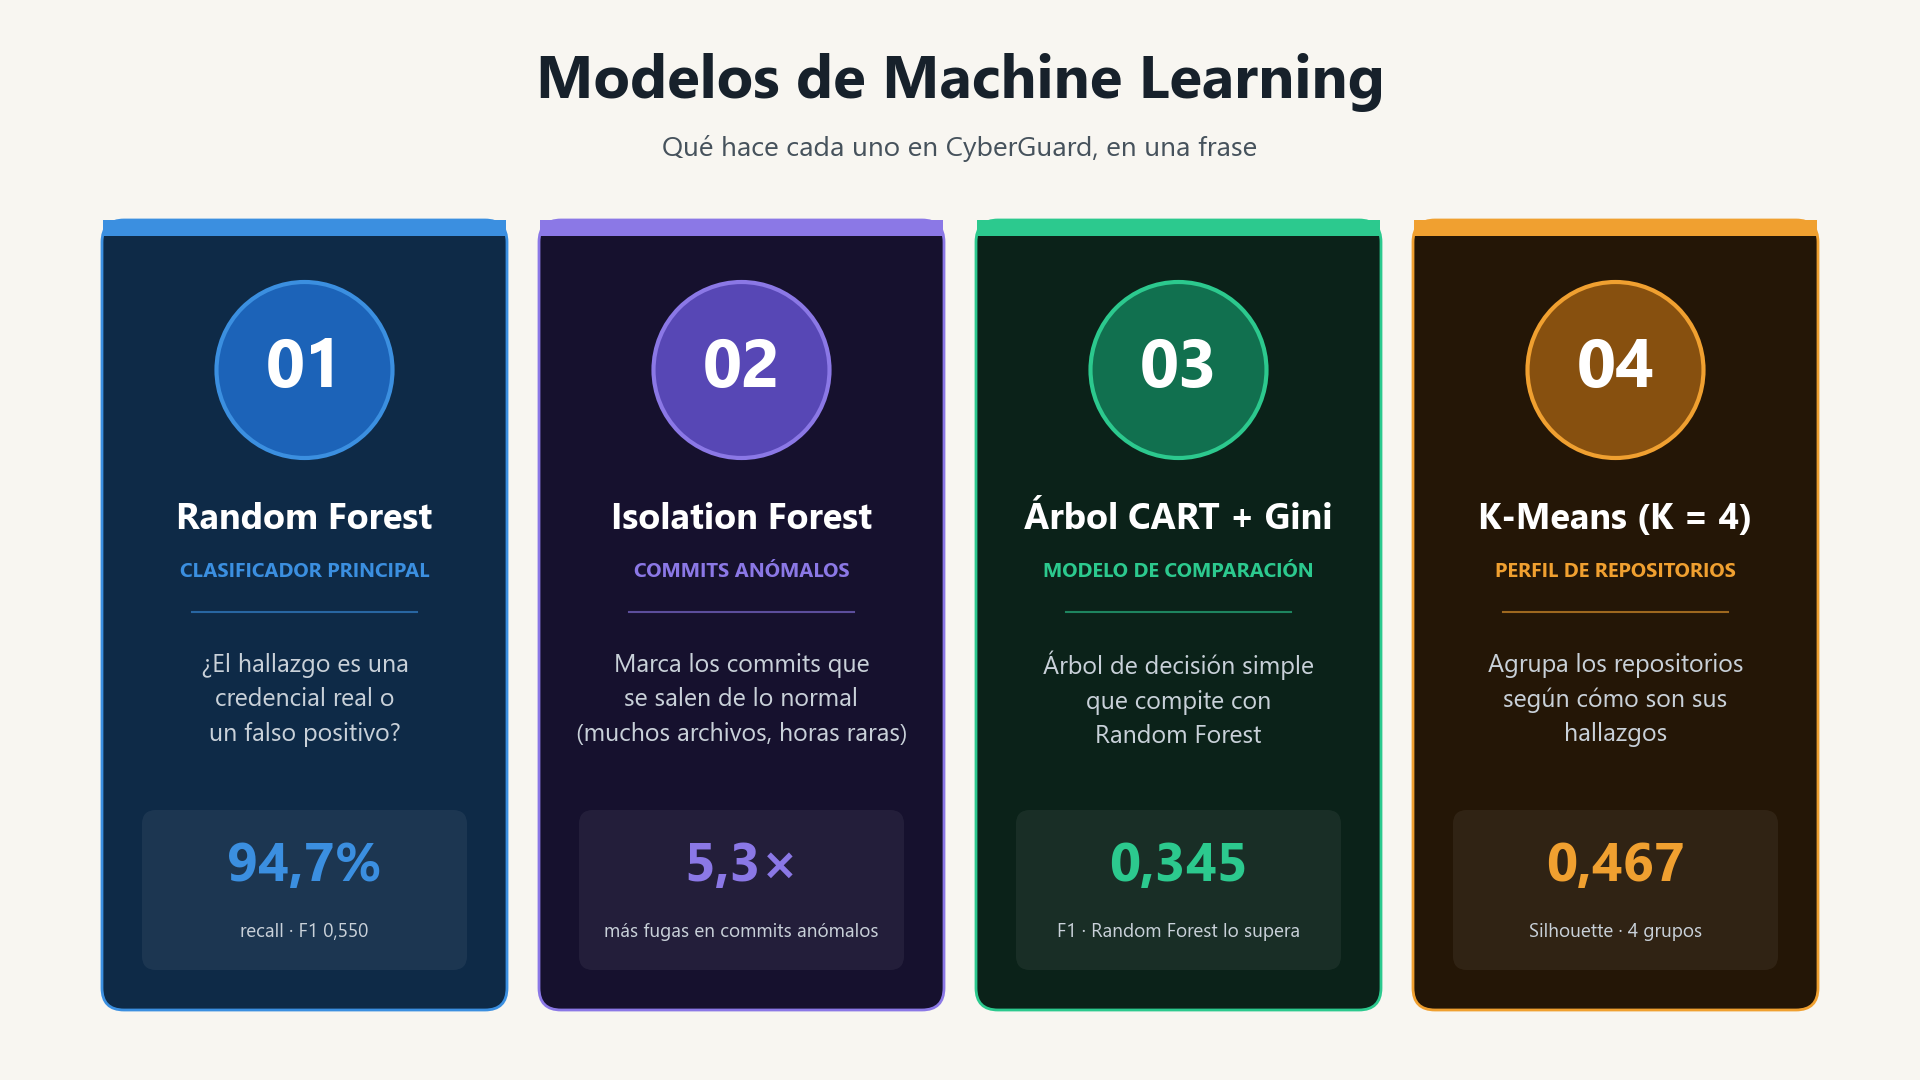 Modelos de Machine Learning
Qué hace cada uno en CyberGuard, en una frase
01
Random Forest
CLASIFICADOR PRINCIPAL
¿El hallazgo es una
credencial real o
un falso positivo?
94,7%
recall · F1 0,550
02
Isolation Forest
COMMITS ANÓMALOS
Marca los commits que
se salen de lo normal
(muchos archivos, horas raras)
5,3×
más fugas en commits anómalos
03
Árbol CART + Gini
MODELO DE COMPARACIÓN
Árbol de decisión simple
que compite con
Random Forest
0,345
F1 · Random Forest lo supera
04
K-Means (K = 4)
PERFIL DE REPOSITORIOS
Agrupa los repositorios
según cómo son sus
hallazgos
0,467
Silhouette · 4 grupos